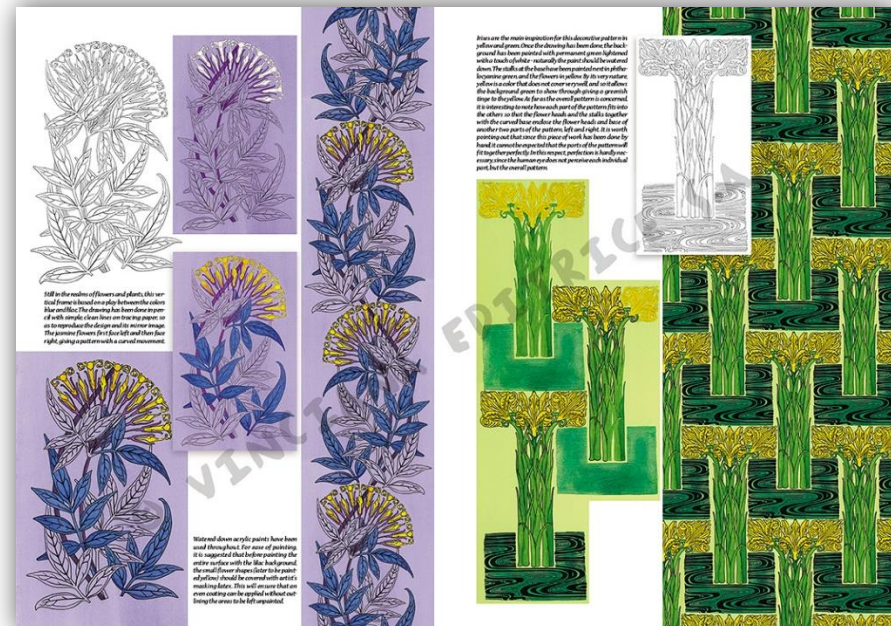 Still in the realms of flowers and plants, this ver-
tical frame is based on a play between the colors
blue and lilac. The drawing has been done in pen-
cil with simple, clean lines on tracing paper, so
as to reproduce the design and its mirror image.
The jasmine flowers first face left and then face
right, giving a pattern with a curved movement.
Watered-down acrylic paints have been
used throughout. For ease of painting,
it is suggested that before painting the
entire surface with the lilac background,
the small flower shapes (later to be paint-
ed yellow) should be covered with artist's
masking latex. This will ensure that an
even coating can be applied without out-
lining the areas to be left unpainted.
Irises are the main inspiration for this decorative pattern in
yellow and green. Once the drawing has been done, the back-
ground has been painted with permanent green lightened
with a touch of white - naturally the paint should be watered
down. The stalks at the base have been painted next in phtha-
locyanine green, and the flowers in yellow. By its very nature,
yellow is a color that does not cover very well, and so it allows
the background green to show through giving a greenish
tinge to the yellow. As far as the overall pattern is concerned,
it is interesting to note how each part of the pattern fits into
the others so that the flower heads and the stalks together
with the curved base enclose the flower heads and base of
another two parts of the pattern, left and right. It is worth
pointing out that since this piece of work has been done by
hand, it cannot be expected that the parts of the pattern will
fit together perfectly. In this respect, perfection is hardly nec-
essary, since the human eye does not perceive each individual
part, but the overall pattern.
VINCIANA EDITRICE SA